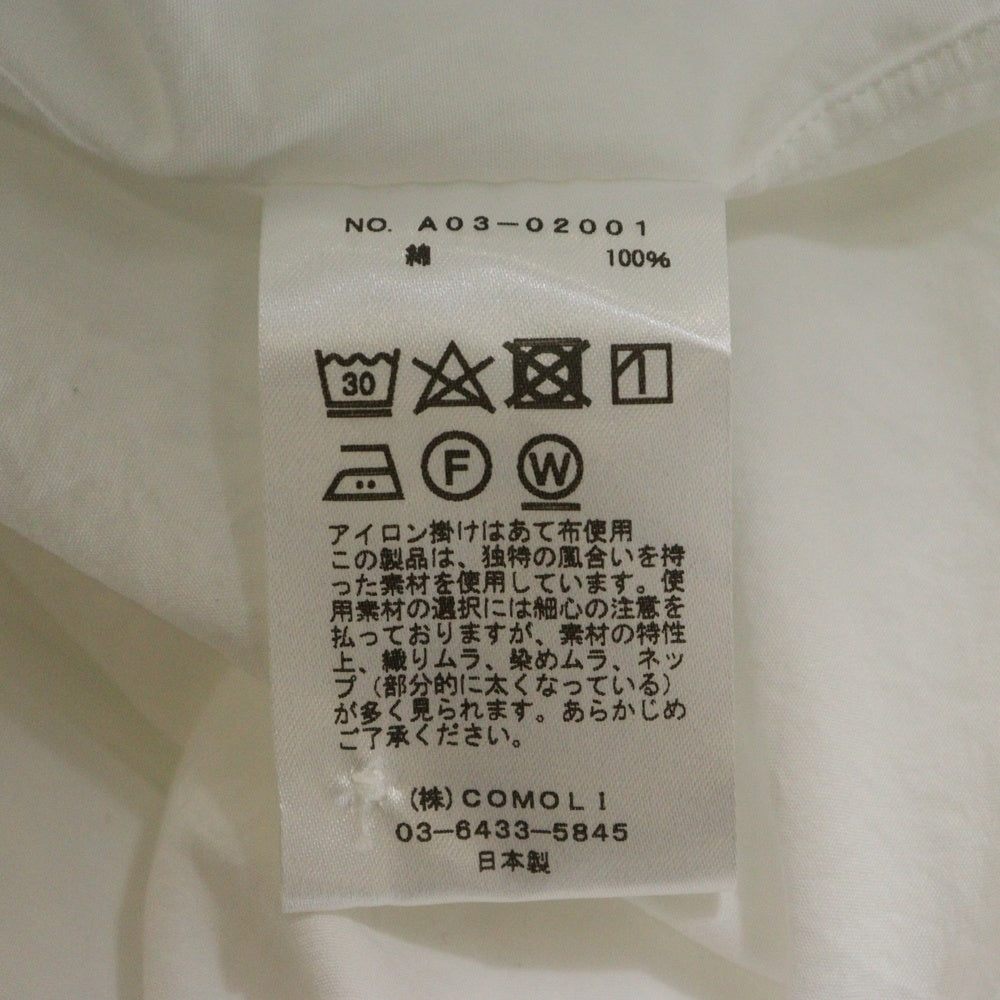 NO. A03-02001
綿 100%
30
F W
アイロン掛けはあて布使用
この製品は、独特の風合いを持
った素材を使用しています。使
用素材の選択には細心の注意を
払っておりますが、素材の特性
上、織りムラ、染めムラ、ネッ
プ（部分的に太くなっている）
が多く見られます。あらかじめ
ご了承ください。
(株)COMOLI
03-6433-5845
日本製